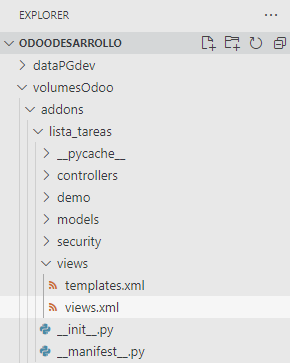 EXPLORER
ODOODESARROLLO
dataPGdev
volumesOdoo
addons
lista_tareas
__pycache__
controllers
demo
models
security
views
templates.xml
views.xml
__init__.py
__manifest__.py